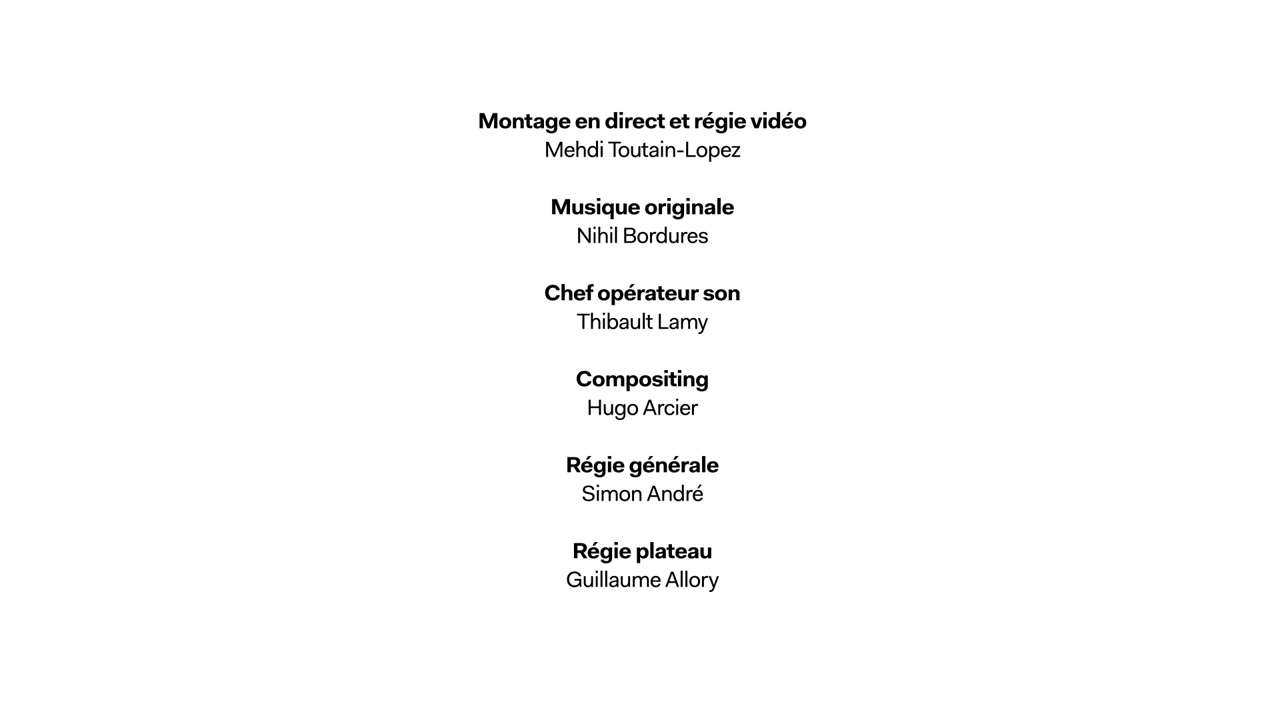 Montage en direct et régie vidéo
Mehdi Toutain-Lopez
Musique originale
Nihil Bordures
Chef opérateur son
Thibault Lamy
Compositing
Hugo Arcier
Régie générale
Simon André
Régie plateau
Guillaume Allory